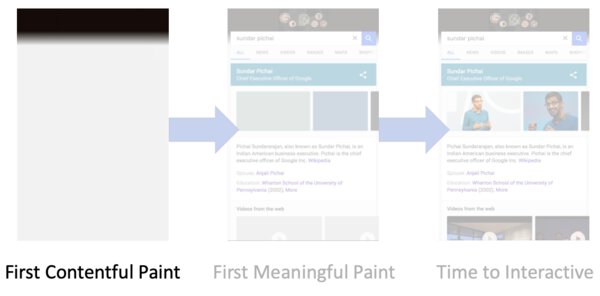 sundar pichai
ALL NEWS VIDEOS IMAGES MAPS
Sundar Pichai
Chief Executive Officer of Google
Pichai Sundararajan, also known as Sundar Pichai, is an
Indian American business executive. Pichai is the chief
executive officer of Google Inc. Wikipedia
Spouse: Anjali Pichai
Education: Wharton School of the University of
Pennsylvania (2002), More
Videos from the web
sundar pichai
ALL NEWS VIDEOS IMAGES MAPS
Sundar Pichai
Chief Executive Officer of Google
Pichai Sundararajan, also known as Sundar Pichai, is an
Indian American business executive. Pichai is the chief
executive officer of Google Inc. Wikipedia
Spouse: Anjali Pichai
Education: Wharton School of the University of
Pennsylvania (2002), More
Videos from the web
First Contentful Paint
First Meaningful Paint
Time to Interactive